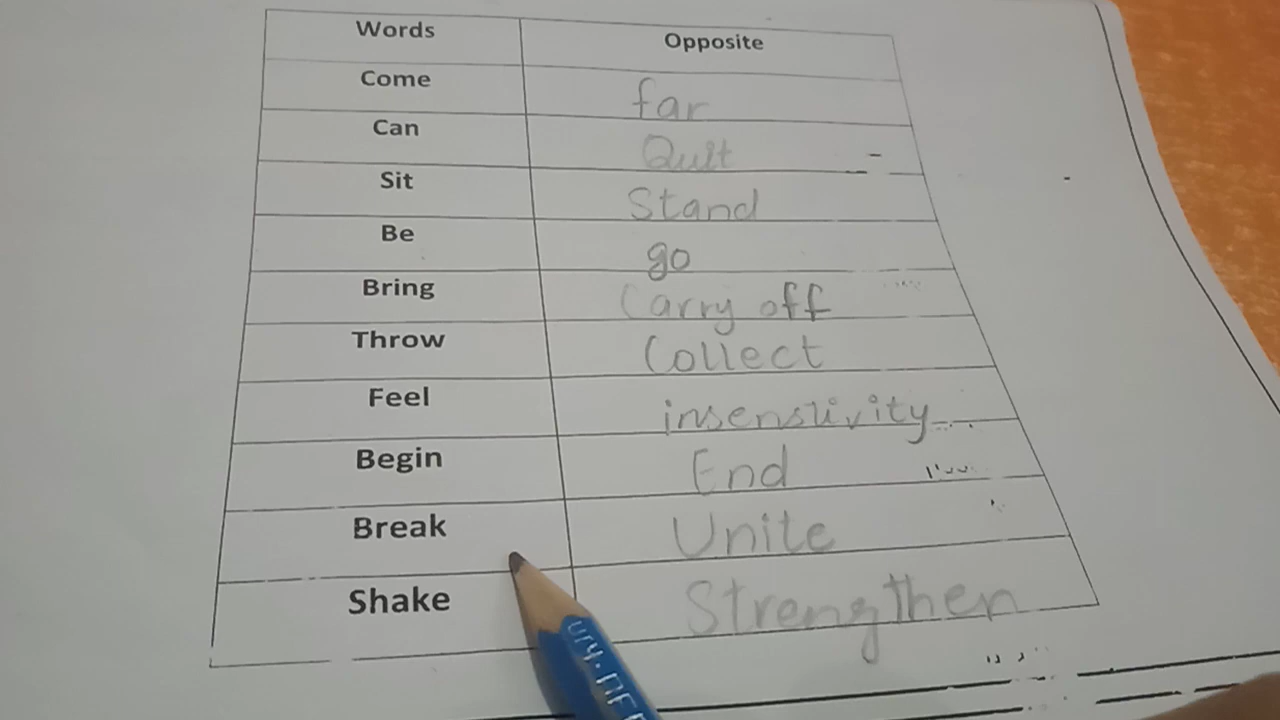 Words Opposite
Come far
Can Quit
Sit Stand
Be go
Bring Carry off
Throw Collect
Feel insenstivity
Begin End
Break Unite
Shake Strengthen